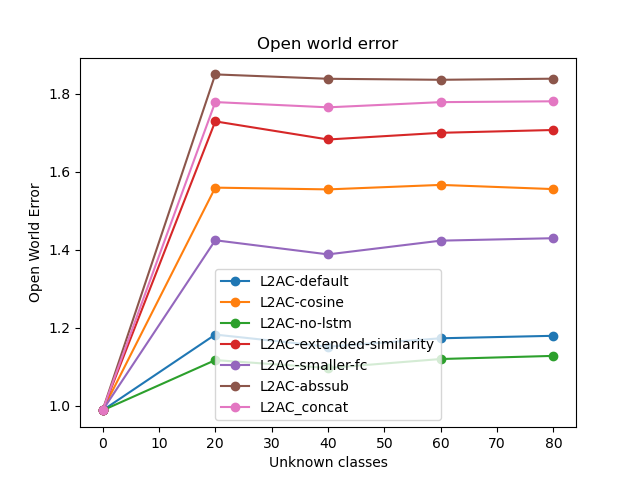 Open world error
Open World Error
1.8
1.6
1.4
1.2
1.0
L2AC-default
L2AC-cosine
L2AC-no-lstm
L2AC-extended-similarity
L2AC-smaller-fc
L2AC-abssub
L2AC_concat
0 10 20 30 40 50 60 70 80
Unknown classes